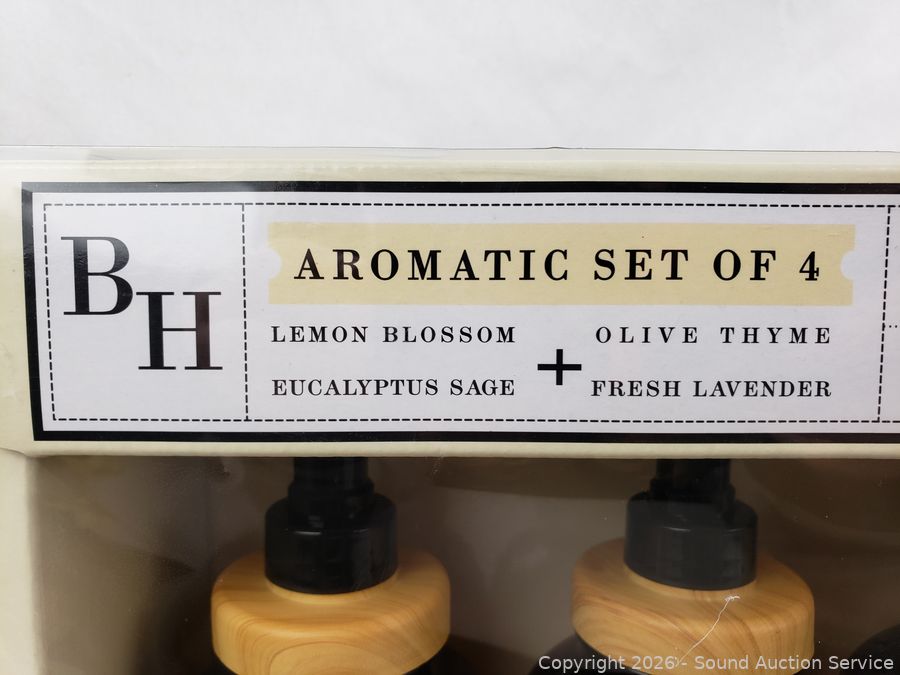 BH
AROMATIC SET OF 4
LEMON BLOSSOM
EUCALYPTUS SAGE
+
OLIVE THYME
FRESH LAVENDER
Copyright 2026 - Sound Auction Service